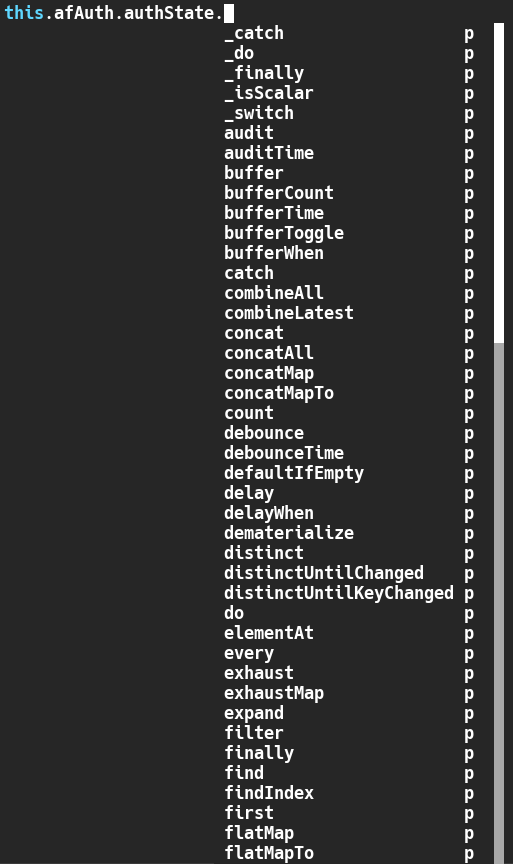 this.afAuth.authState.
_catch p
_do p
_finally p
_isScalar p
_switch p
audit p
auditTime p
buffer p
bufferCount p
bufferTime p
bufferToggle p
bufferWhen p
catch p
combineAll p
combineLatest p
concat p
concatAll p
concatMap p
concatMapTo p
count p
debounce p
debounceTime p
defaultIfEmpty p
delay p
delayWhen p
dematerialize p
distinct p
distinctUntilChanged p
distinctUntilKeyChanged p
do p
elementAt p
every p
exhaust p
exhaustMap p
expand p
filter p
finally p
find p
findIndex p
first p
flatMap p
flatMapTo p